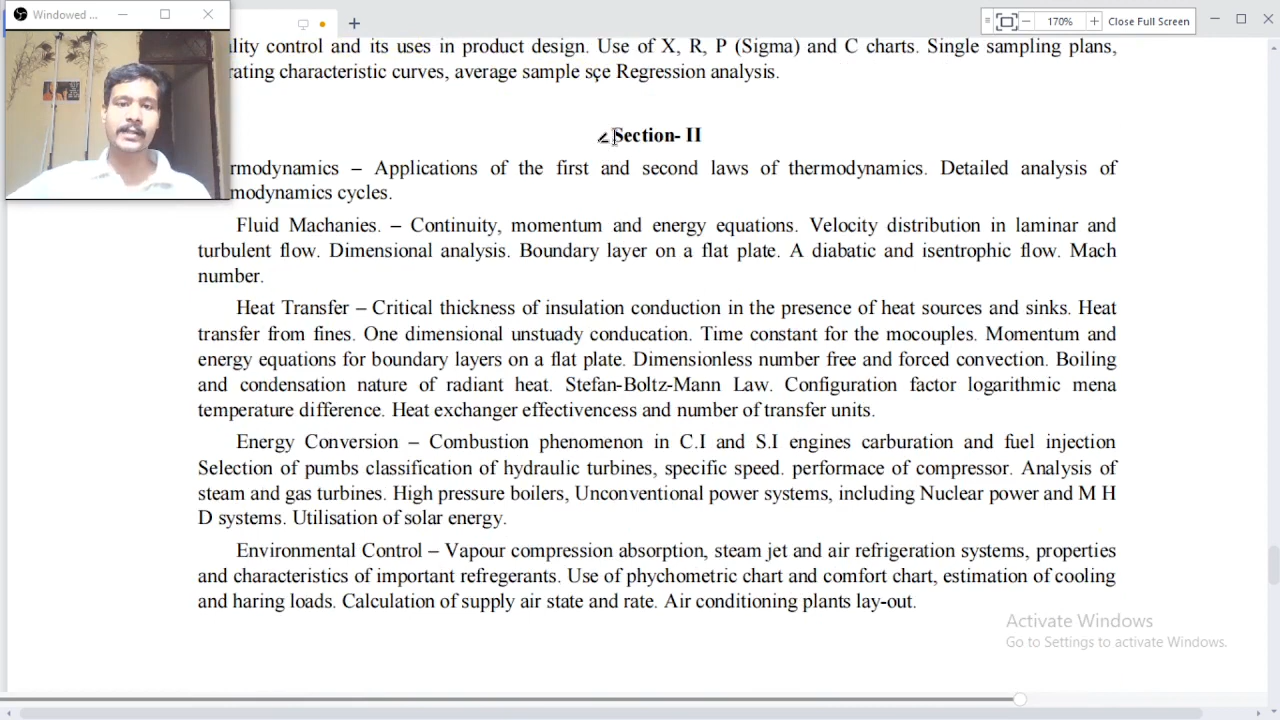 Windowed ...
170%
Close Full Screen
ality control and its uses in product design. Use of X, R, P (Sigma) and C charts. Single sampling plans,
rating characteristic curves, average sample sçe Regression analysis.
Section- II
rmodynamics – Applications of the first and second laws of thermodynamics. Detailed analysis of
modynamics cycles.
Fluid Machanies. – Continuity, momentum and energy equations. Velocity distribution in laminar and
turbulent flow. Dimensional analysis. Boundary layer on a flat plate. A diabatic and isentrophic flow. Mach
number.
Heat Transfer – Critical thickness of insulation conduction in the presence of heat sources and sinks. Heat
transfer from fines. One dimensional unstuady conducation. Time constant for the mocouples. Momentum and
energy equations for boundary layers on a flat plate. Dimensionless number free and forced convection. Boiling
and condensation nature of radiant heat. Stefan-Boltz-Mann Law. Configuration factor logarithmic mena
temperature difference. Heat exchanger effectivencess and number of transfer units.
Energy Conversion – Combustion phenomenon in C.I and S.I engines carburation and fuel injection
Selection of pumbs classification of hydraulic turbines, specific speed. performace of compressor. Analysis of
steam and gas turbines. High pressure boilers, Unconventional power systems, including Nuclear power and M H
D systems. Utilisation of solar energy.
Environmental Control – Vapour compression absorption, steam jet and air refrigeration systems, properties
and characteristics of important refregerants. Use of phychometric chart and comfort chart, estimation of cooling
and haring loads. Calculation of supply air state and rate. Air conditioning plants lay-out.
Activate Windows
Go to Settings to activate Windows.